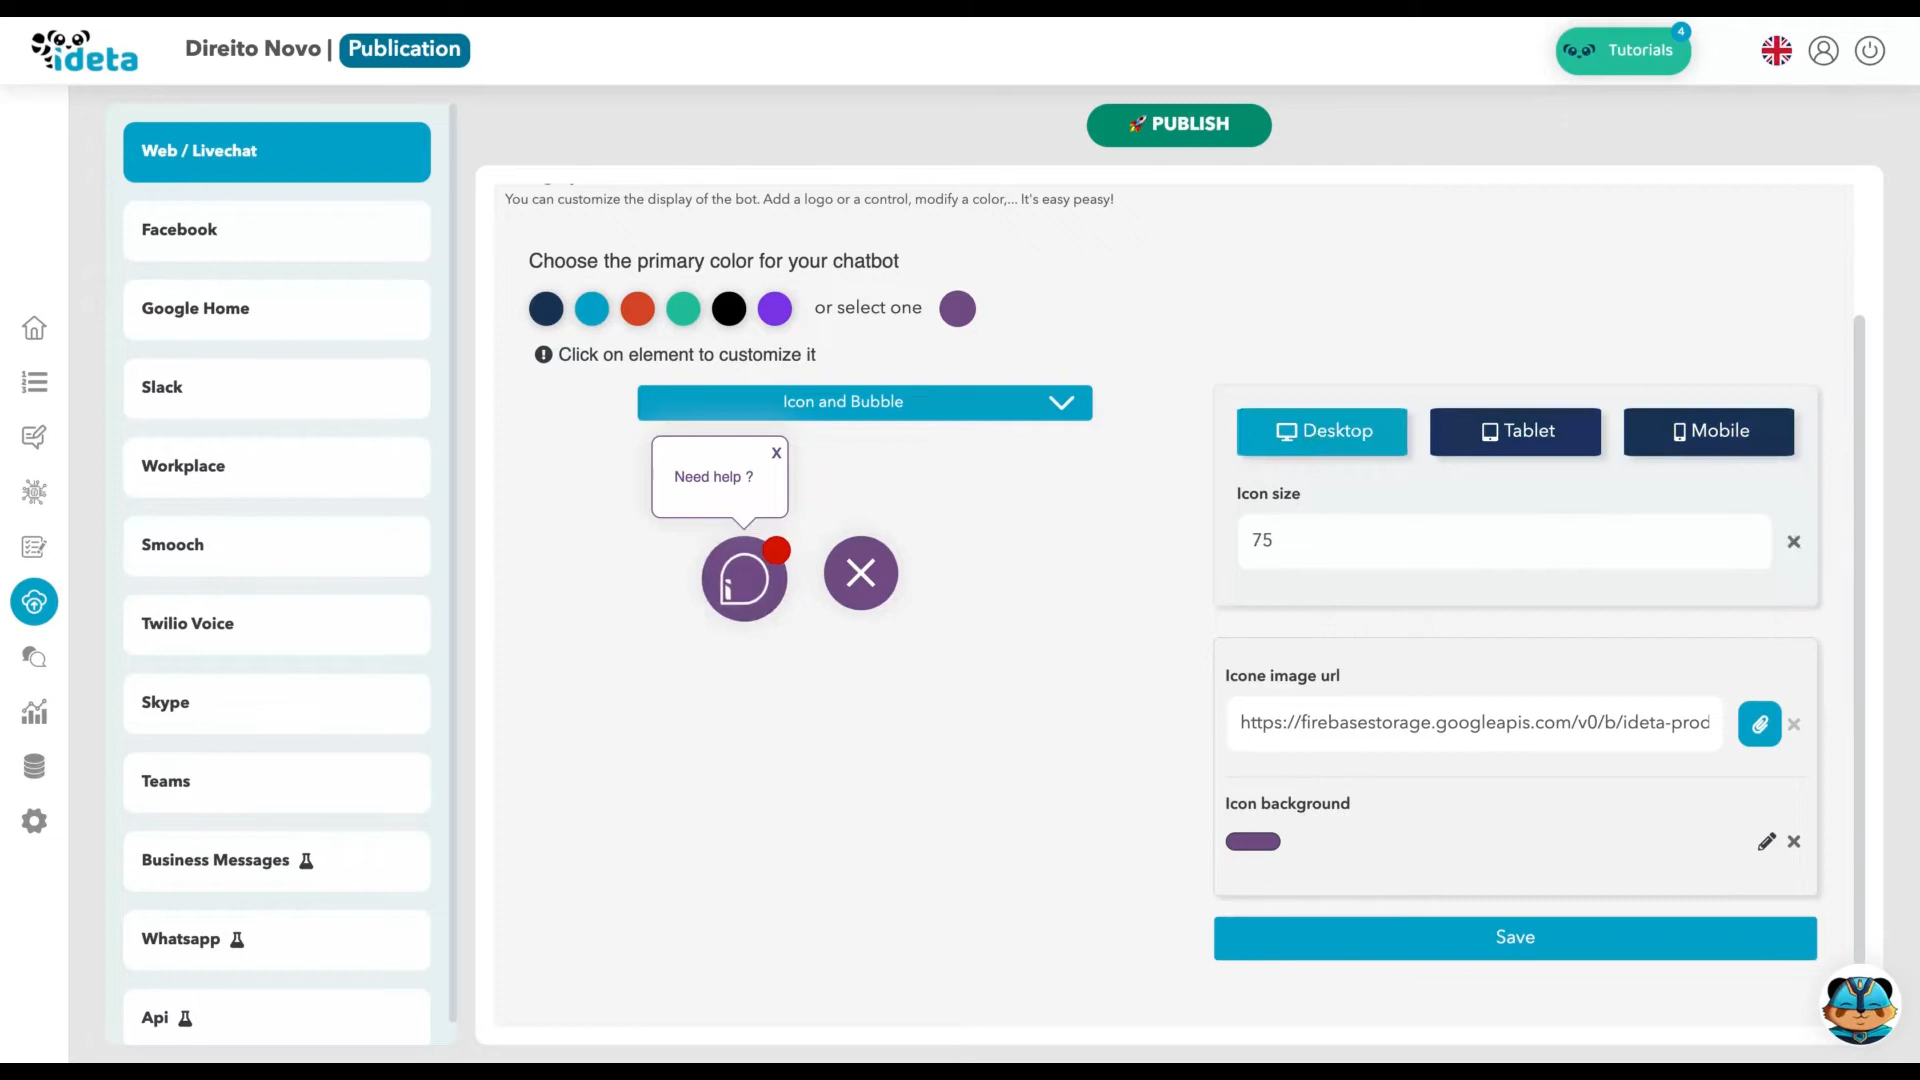 ideta
Direito Novo | Publication
4
Tutorials
PUBLISH
Web / Livechat
Facebook
Google Home
Slack
Workplace
Smooch
Twilio Voice
Skype
Teams
Business Messages
Whatsapp
Api
You can customize the display of the bot. Add a logo or a control, modify a color,... It's easy peasy!
Choose the primary color for your chatbot
or select one
Click on element to customize it
Icon and Bubble
X
Need help ?
Desktop
Tablet
Mobile
Icon size
75
Icone image url
https://firebasestorage.googleapis.com/v0/b/ideta-prod
Icon background
Save